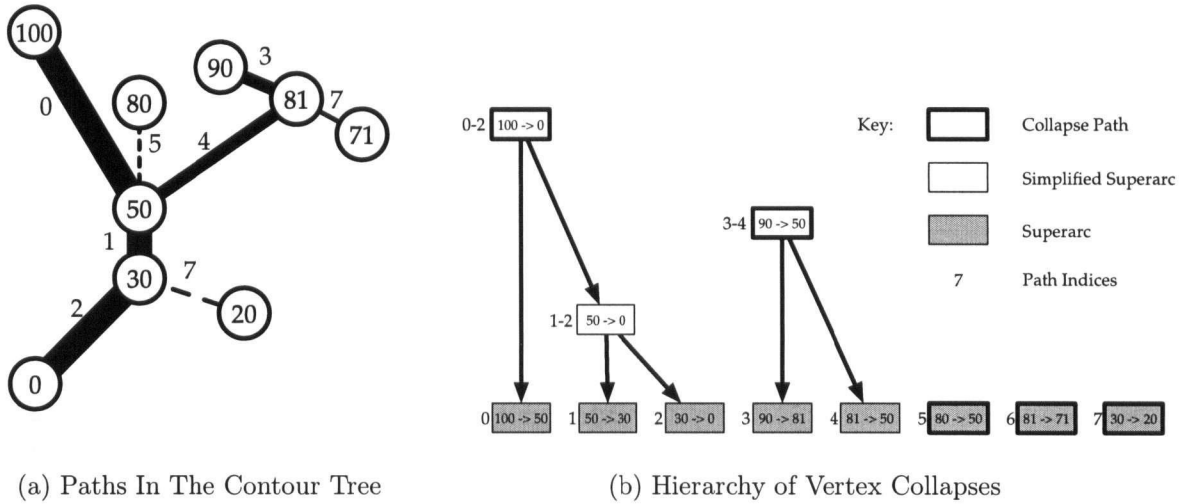 100
90
3
81
7
80
71
0
5
4
50
1
30
7
20
2
0
0-2 100 -> 0
3-4 90 -> 50
1-2 50 -> 0
0 100 -> 50
1 50 -> 30
2 30 -> 0
3 90 -> 81
4 81 -> 50
5 80 -> 50
6 81 -> 71
7 30 -> 20
Key:
Collapse Path
Simplified Superarc
Superarc
7 Path Indices
(a) Paths In The Contour Tree
(b) Hierarchy of Vertex Collapses